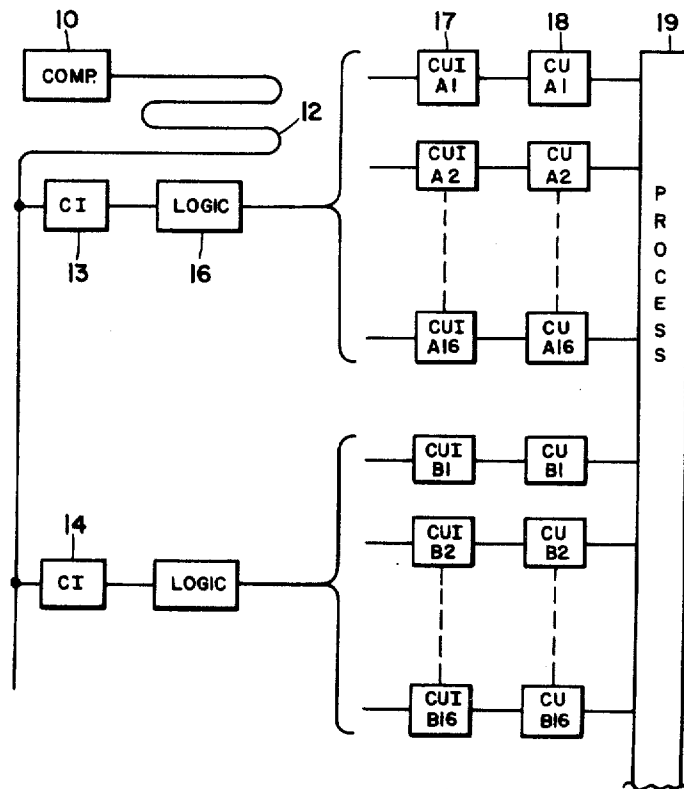 10
COMP.
12
CI
13
LOGIC
16
17
18
19
CUI
A1
CU
A1
CUI
A2
CU
A2
CUI
A16
CU
A16
PROCESS
14
CI
LOGIC
CUI
B1
CU
B1
CUI
B2
CU
B2
CUI
B16
CU
B16